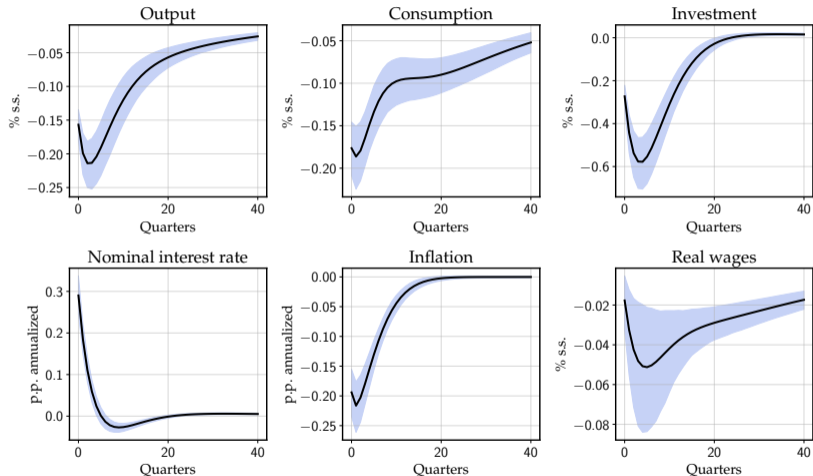 Output
−0.05
−0.10
−0.15
−0.20
−0.25
% s.s.
0 20 40
Quarters
Consumption
−0.05
−0.10
−0.15
−0.20
% s.s.
0 20 40
Quarters
Investment
0.0
−0.2
−0.4
−0.6
% s.s.
0 20 40
Quarters
Nominal interest rate
0.3
0.2
0.1
0.0
p.p. annualized
0 20 40
Quarters
Inflation
0.00
−0.05
−0.10
−0.15
−0.20
−0.25
p.p. annualized
0 20 40
Quarters
Real wages
−0.02
−0.04
−0.06
−0.08
% s.s.
0 20 40
Quarters